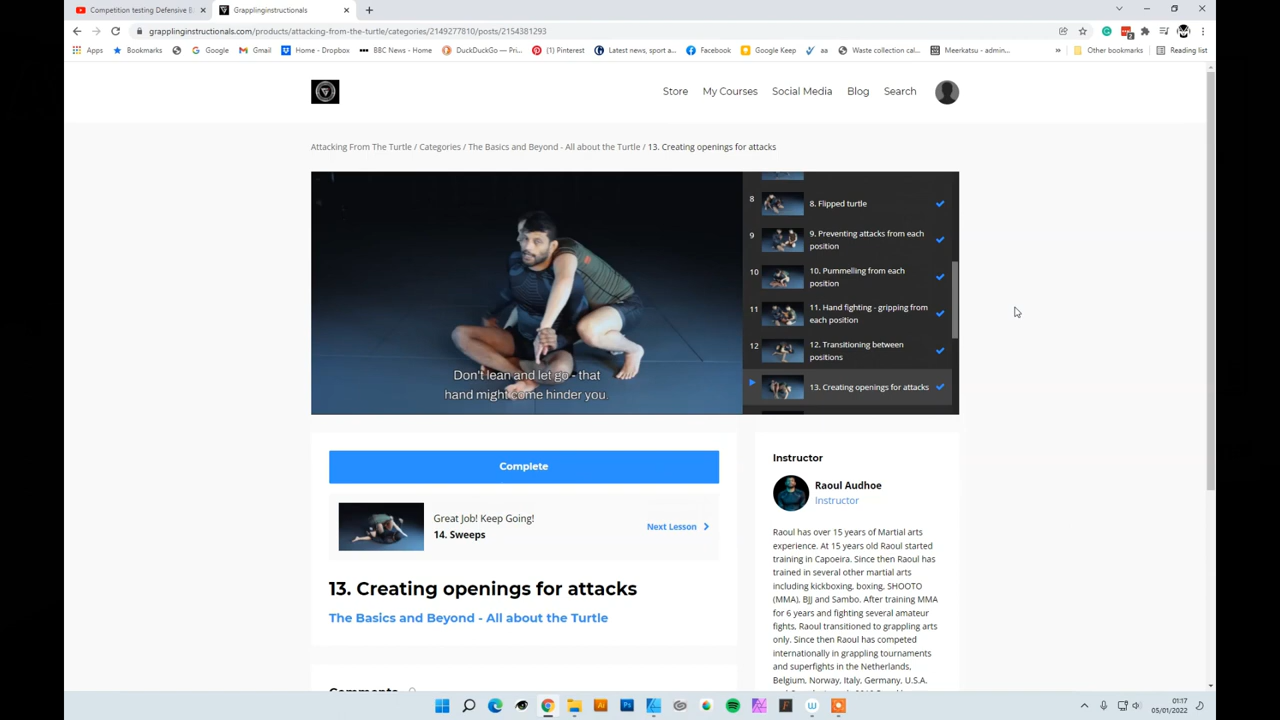 Competition testing Defensive B
Grapplinginstructionals
grapplinginstructionals.com/products/attacking-from-the-turtle/categories/2149277810/posts/2154381293
Apps
Bookmarks
Google
Gmail
Home - Dropbox
BBC News - Home
DuckDuckGo — Pri...
(1) Pinterest
Latest news, sport a...
Facebook
Google Keep
aa
Waste collection cal...
Meerkatsu - admin...
»
Other bookmarks
Reading list
Store
My Courses
Social Media
Blog
Search
Attacking From The Turtle / Categories / The Basics and Beyond - All about the Turtle / 13. Creating openings for attacks
Don't lean and let go - that
hand might come hinder you.
8
8. Flipped turtle
9
9. Preventing attacks from each
position
10
10. Pummelling from each
position
11
11. Hand fighting - gripping from
each position
12
12. Transitioning between
positions
13. Creating openings for attacks
Complete
Great Job! Keep Going!
14. Sweeps
Next Lesson
13. Creating openings for attacks
The Basics and Beyond - All about the Turtle
Instructor
Raoul Audhoe
Instructor
Raoul has over 15 years of Martial arts
experience. At 15 years old Raoul started
training in Capoeira. Since then Raoul has
trained in several other martial arts
including kickboxing, boxing, SHOOTO
(MMA), BJJ and Sambo. After training MMA
for 6 years and fighting several amateur
fights, Raoul transitioned to grappling arts
only. Since then Raoul has competed
internationally in grappling tournaments
and superfights in the Netherlands,
Belgium, Norway, Italy, Germany, U.S.A.
Comments
01:17
05/01/2022